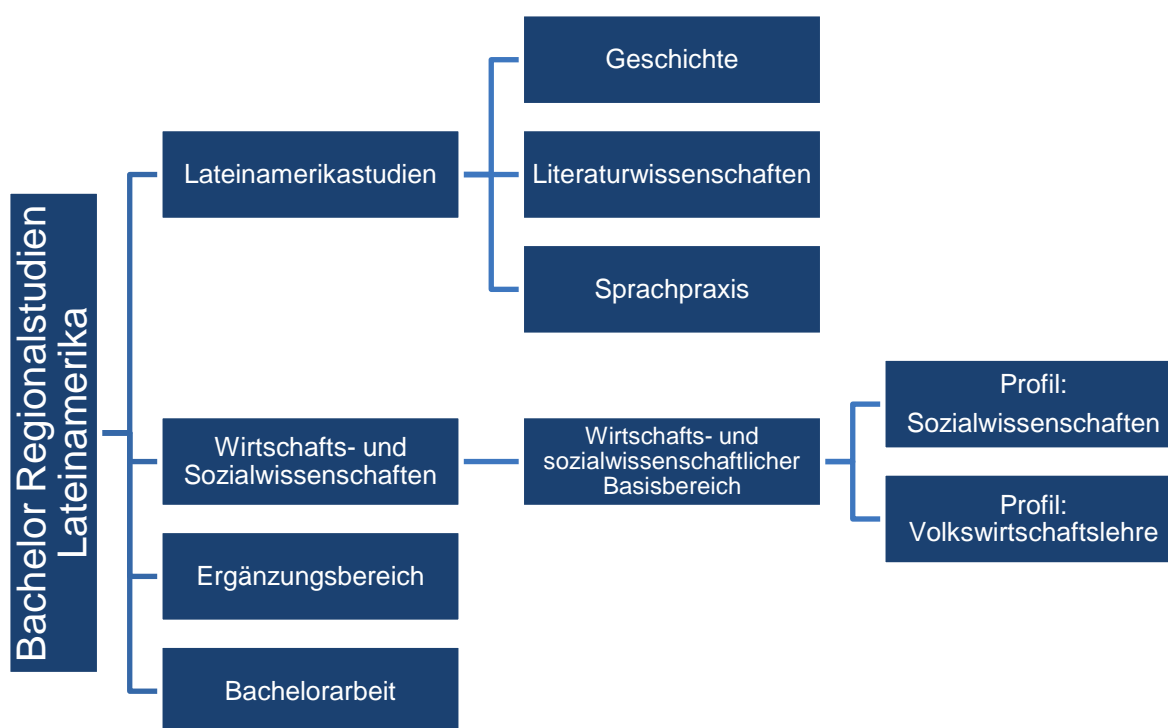 Bachelor Regionalstudien
Lateinamerika
Lateinamerikastudien
Geschichte
Literaturwissenschaften
Sprachpraxis
Wirtschafts- und
Sozialwissenschaften
Wirtschafts- und
sozialwissenschaftlicher
Basisbereich
Profil:
Sozialwissenschaften
Profil:
Volkswirtschaftslehre
Ergänzungsbereich
Bachelorarbeit